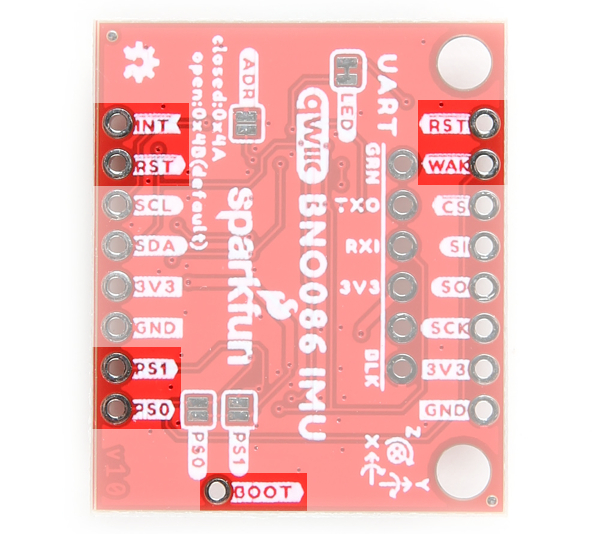 closed:0x4A
open:0x4B(default)
ADR
LED
UART
qwiic
INT
RST
SCL
SDA
3V3
GND
PS1
PS0
sparkfun
BNO086 IMU
GRN
TXO
RXI
3V3
BLK
RST
WAK
CS
SI
SO
SCK
3V3
GND
PS0
PS1
BOOT
X
Z
Y
v10